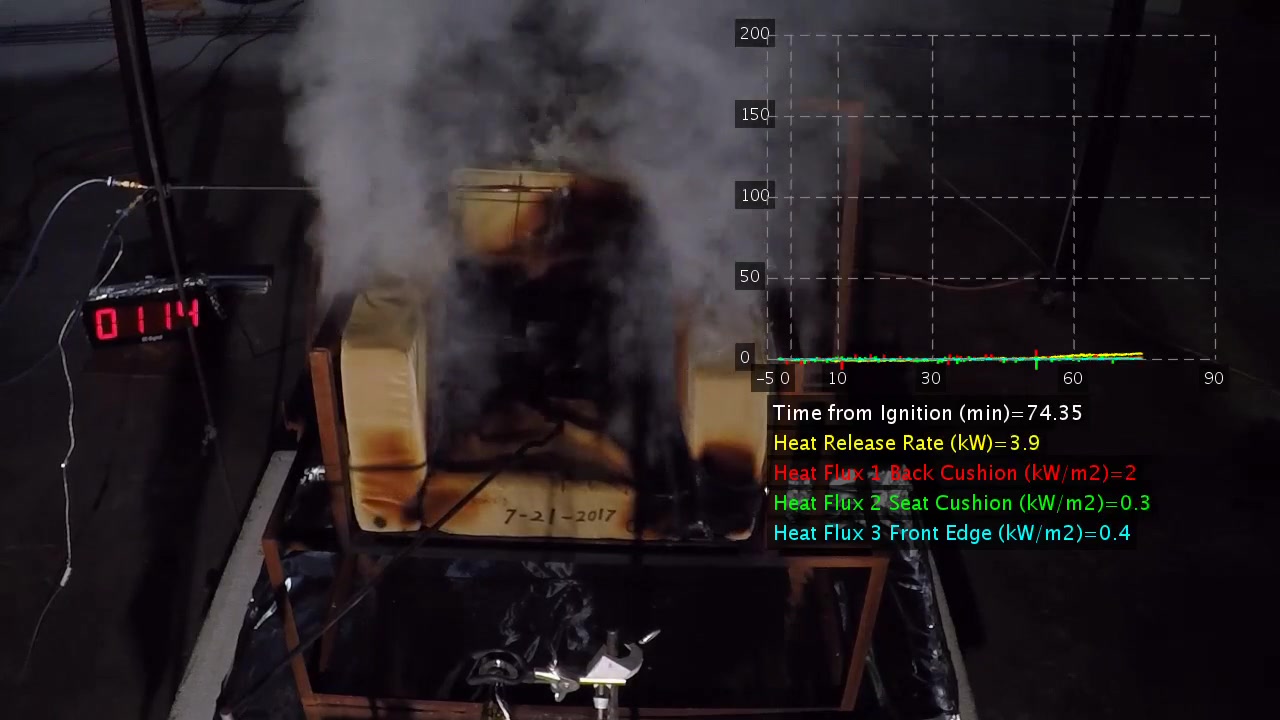 200
150
100
50
0
-5 0 10 30 60 90
Time from Ignition (min)=74.35
Heat Release Rate (kW)=3.9
Heat Flux 1 Back Cushion (kW/m2)=2
Heat Flux 2 Seat Cushion (kW/m2)=0.3
Heat Flux 3 Front Edge (kW/m2)=0.4
0114
7-21-2017